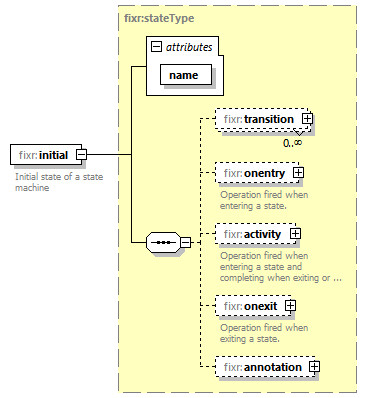 fixr:stateType
attributes
name
fixr:transition
0..∞
fixr:initial
Initial state of a state
machine
fixr:onentry
Operation fired when
entering a state.
fixr:activity
Operation fired when
entering a state and
completing when exiting or ...
fixr:onexit
Operation fired when
exiting a state.
fixr:annotation